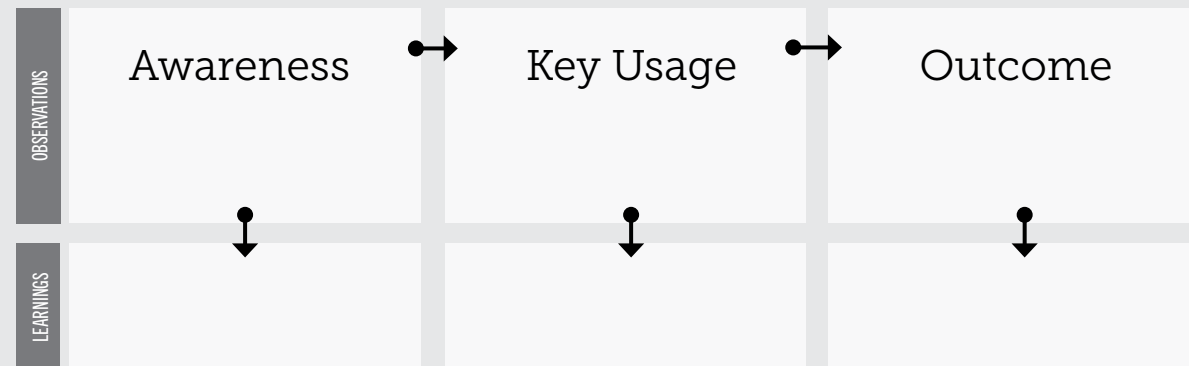 OBSERVATIONS
Awareness
Key Usage
Outcome
LEARNINGS